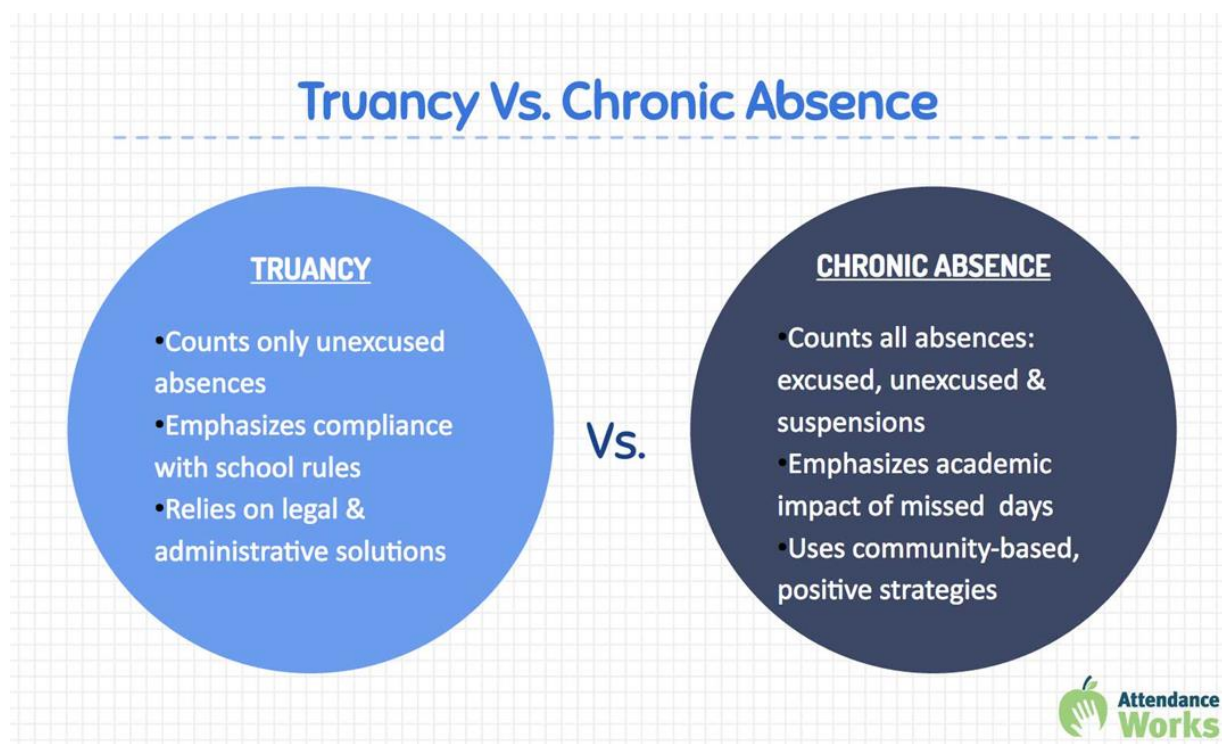 Truancy Vs. Chronic Absence
TRUANCY
•Counts only unexcused
absences
•Emphasizes compliance
with school rules
•Relies on legal &
administrative solutions
Vs.
CHRONIC ABSENCE
•Counts all absences:
excused, unexcused &
suspensions
•Emphasizes academic
impact of missed  days
•Uses community-based,
positive strategies
Attendance
Works